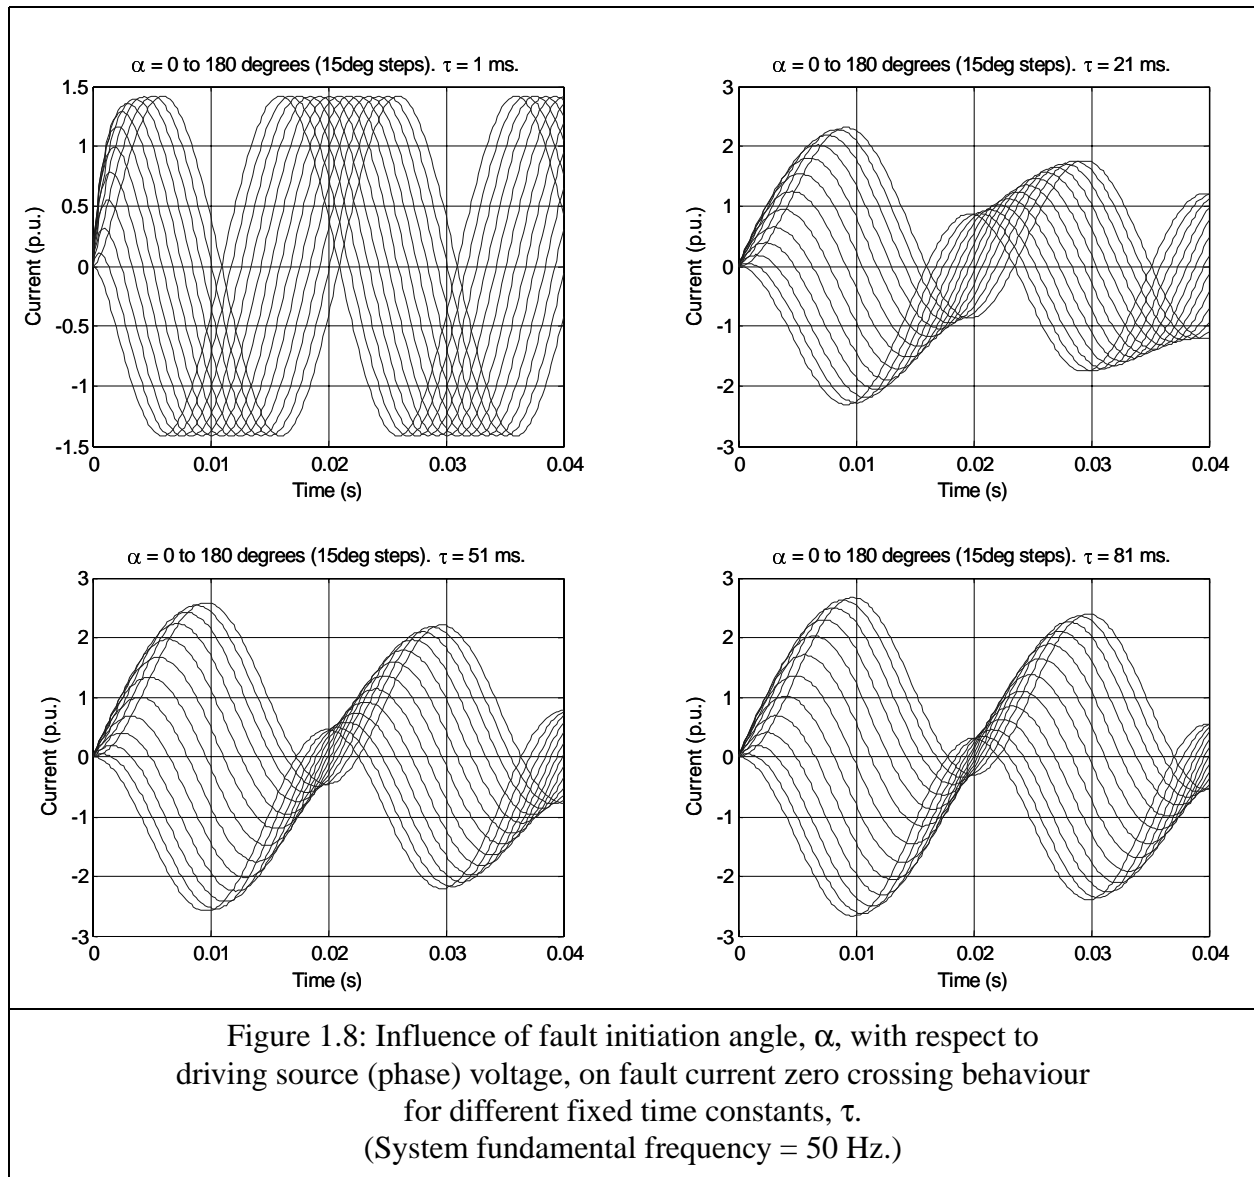 α = 0 to 180 degrees (15deg steps). τ = 1 ms.
1.5
1
0.5
0
-0.5
-1
-1.5
Current (p.u.)
0 0.01 0.02 0.03 0.04
Time (s)
α = 0 to 180 degrees (15deg steps). τ = 21 ms.
3
2
1
0
-1
-2
-3
Current (p.u.)
0 0.01 0.02 0.03 0.04
Time (s)
α = 0 to 180 degrees (15deg steps). τ = 51 ms.
3
2
1
0
-1
-2
-3
Current (p.u.)
0 0.01 0.02 0.03 0.04
Time (s)
α = 0 to 180 degrees (15deg steps). τ = 81 ms.
3
2
1
0
-1
-2
-3
Current (p.u.)
0 0.01 0.02 0.03 0.04
Time (s)
Figure 1.8: Influence of fault initiation angle, α, with respect to
driving source (phase) voltage, on fault current zero crossing behaviour
for different fixed time constants, τ.
(System fundamental frequency = 50 Hz.)